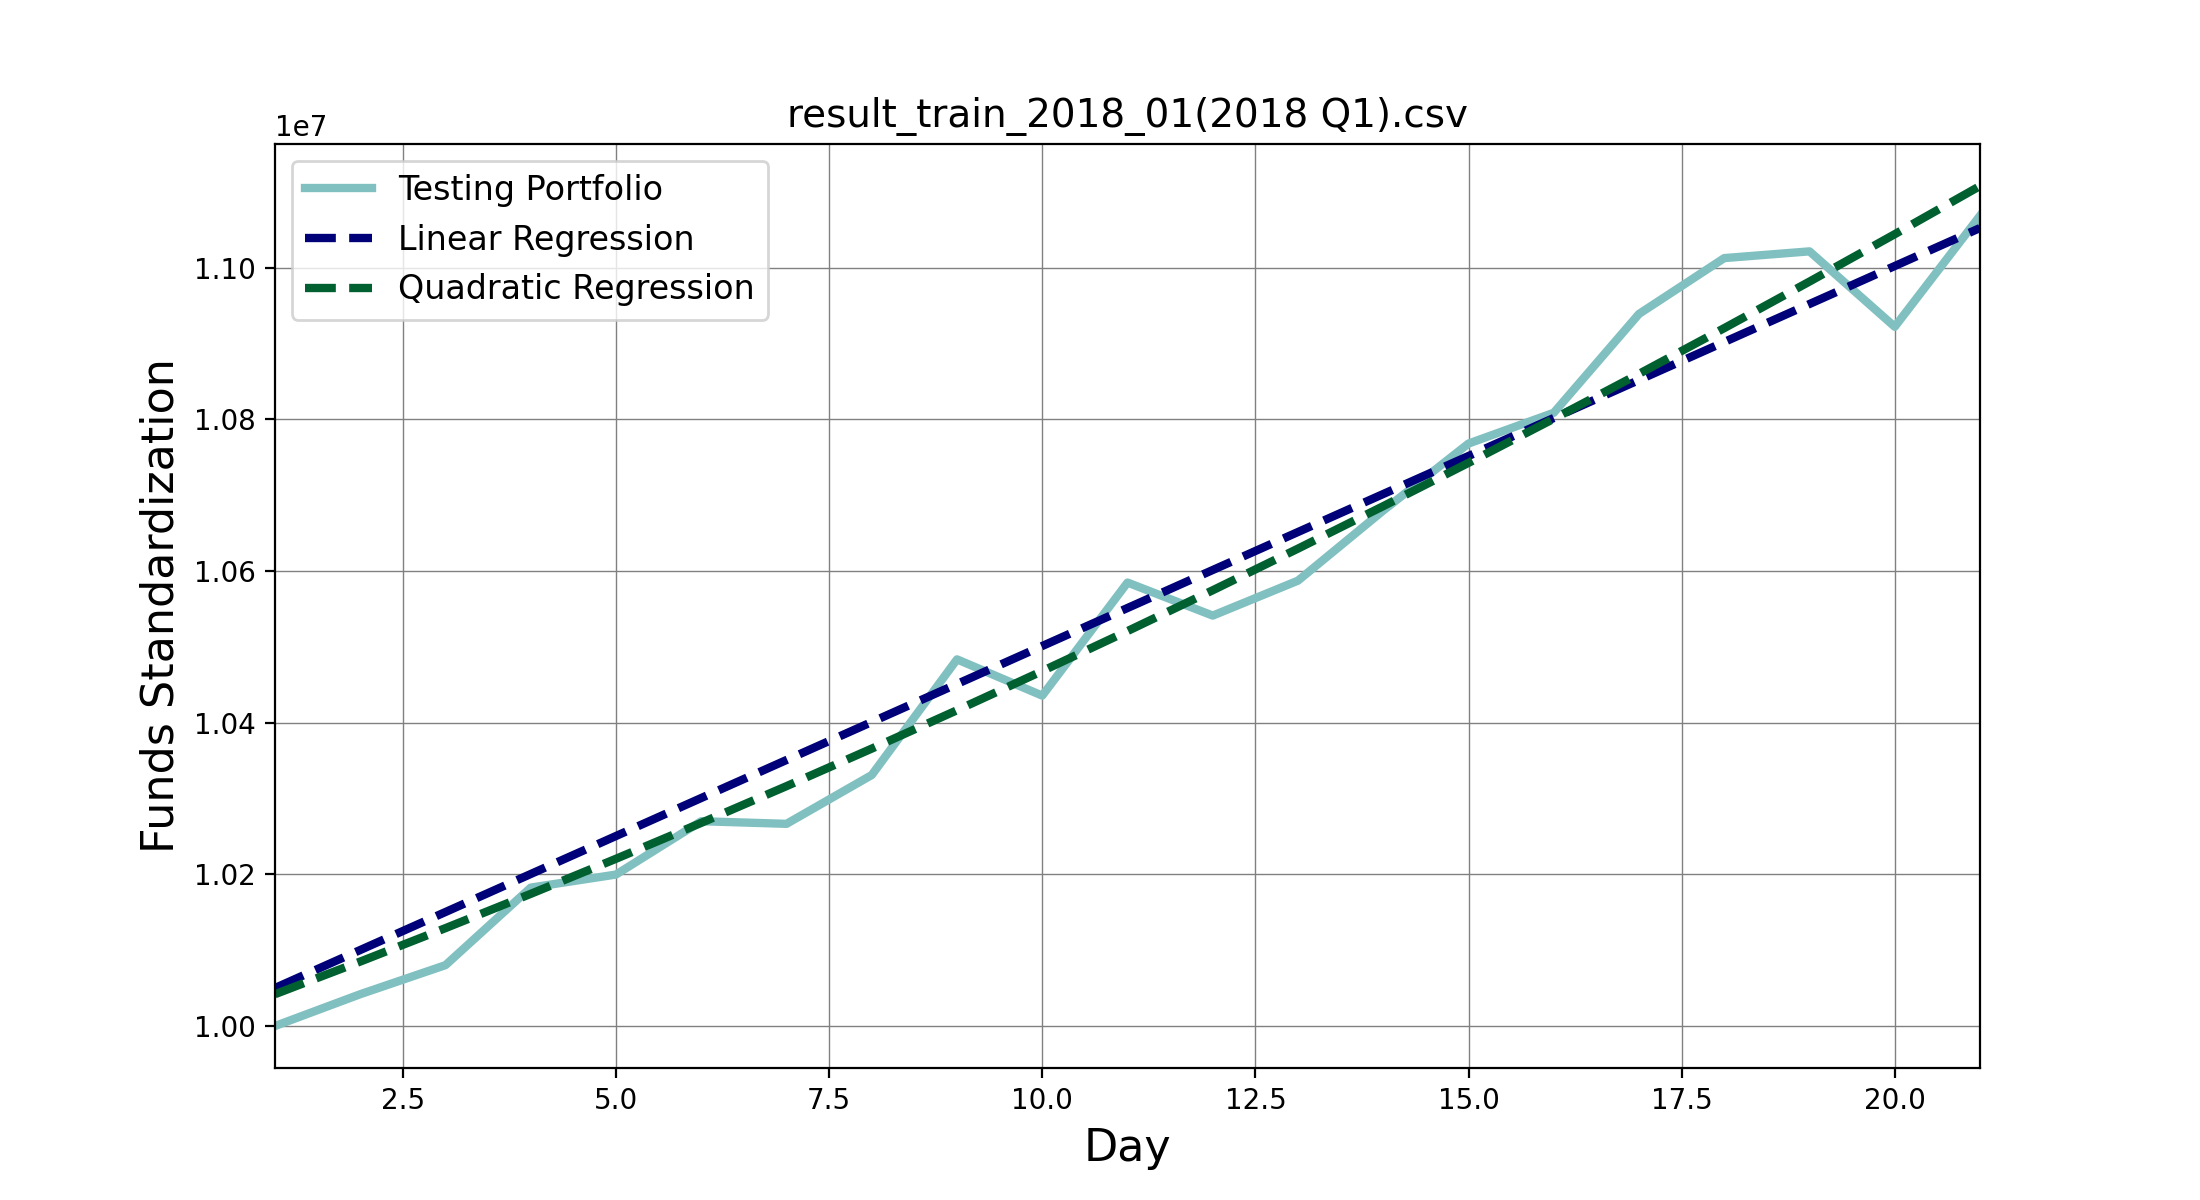 result_train_2018_01(2018 Q1).csv
1e7
Testing Portfolio
Linear Regression
Quadratic Regression
Funds Standardization
1.10
1.08
1.06
1.04
1.02
1.00
2.5 5.0 7.5 10.0 12.5 15.0 17.5 20.0
Day